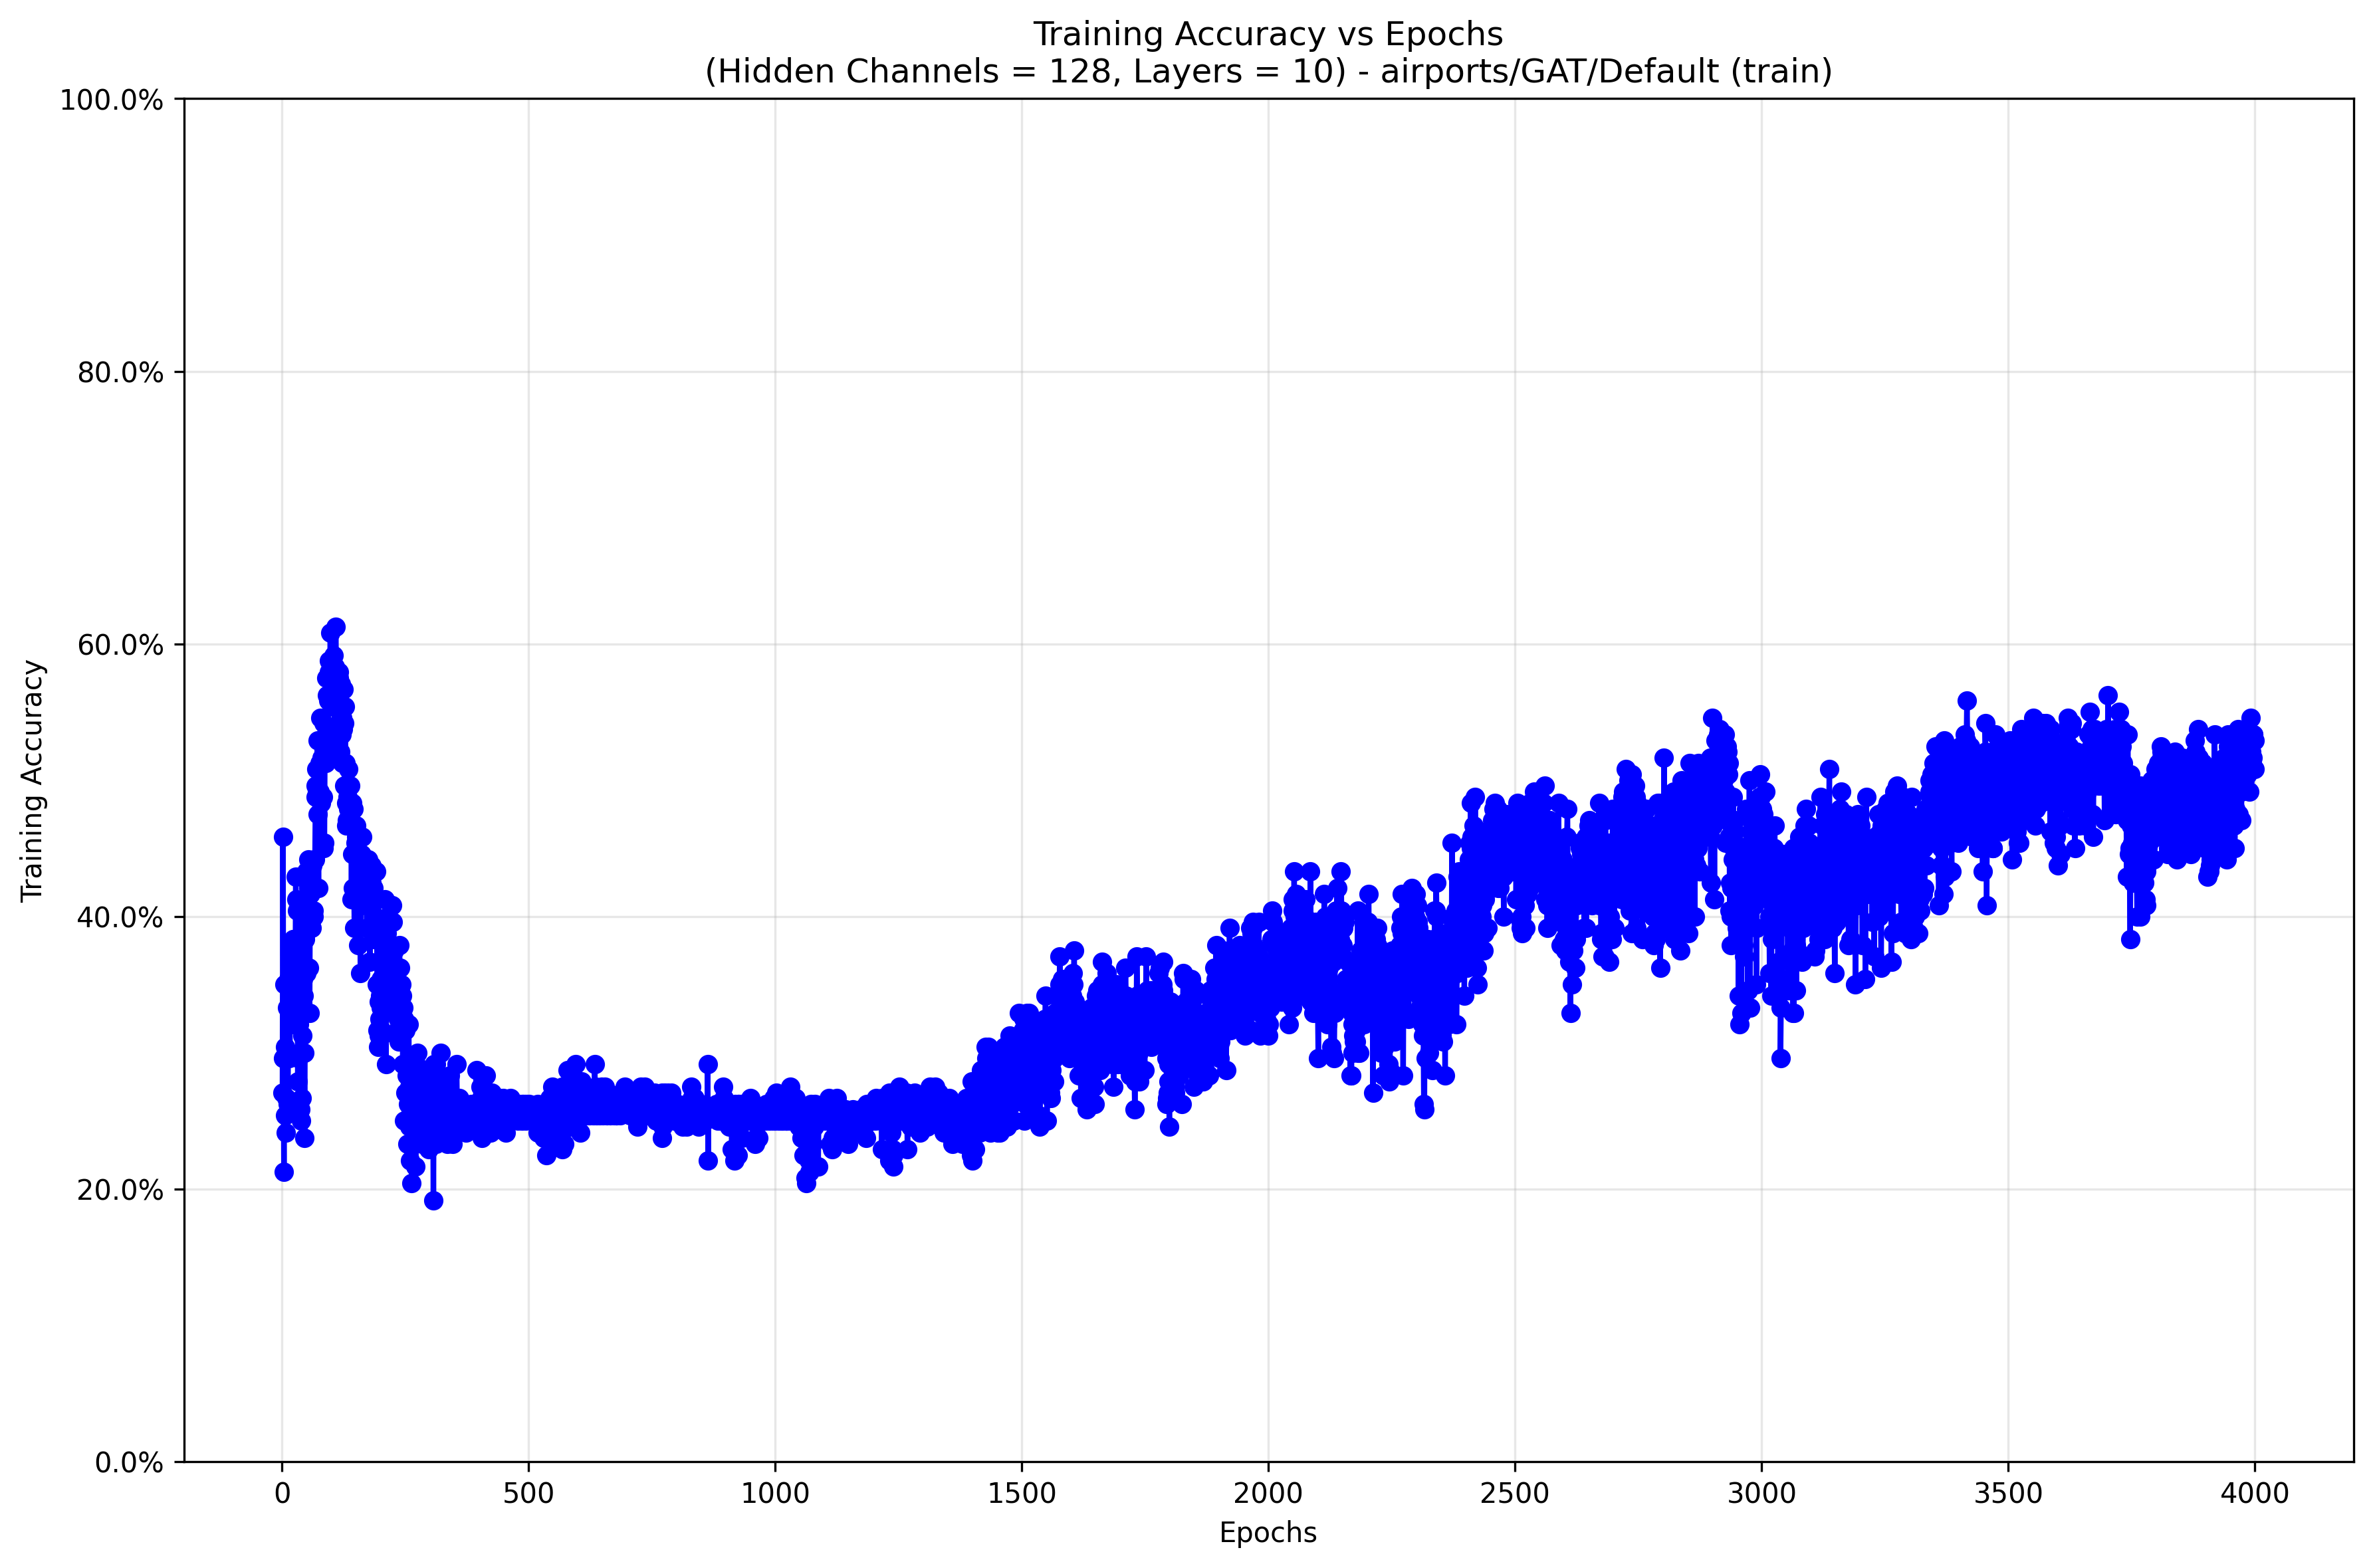 Training Accuracy vs Epochs
(Hidden Channels = 128, Layers = 10) - airports/GAT/Default (train)
100.0%
80.0%
60.0%
40.0%
20.0%
0.0%
Training Accuracy
0 500 1000 1500 2000 2500 3000 3500 4000
Epochs